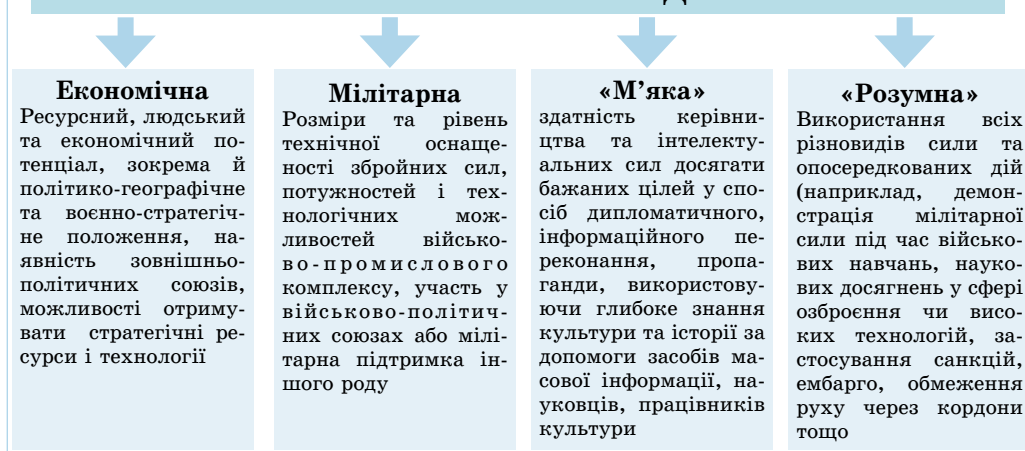 Економічна
Ресурсний, людський
та економічний по-
тенціал, зокрема й
політико-географічне
та воєнно-стратегіч-
не положення, на-
явність зовнішньо-
політичних союзів,
можливості отриму-
вати стратегічні ре-
сурси і технології
Мілітарна
Розміри та рівень
технічної оснаще-
ності збройних сил,
потужностей і тех-
нологічних мож-
ливостей військо-
во-промислового
комплексу, участь у
військово-політич-
них союзах або мілі-
тарна підтримка ін-
шого роду
«М’яка»
здатність керівни-
цтва та інтелекту-
альних сил досягати
бажаних цілей у спо-
сіб дипломатичного,
інформаційного пе-
реконання, пропа-
ганди, використову-
ючи глибоке знання
культури та історії за
допомоги засобів ма-
сової інформації, на-
уковців, працівників
культури
«Розумна»
Використання всіх
різновидів сили та
опосередкованих дій
(наприклад, демон-
страція мілітарної
сили під час військо-
вих навчань, науко-
вих досягнень у сфері
озброєння чи висо-
ких технологій, за-
стосування санкцій,
ембарго, обмеження
руху через кордони
тощо